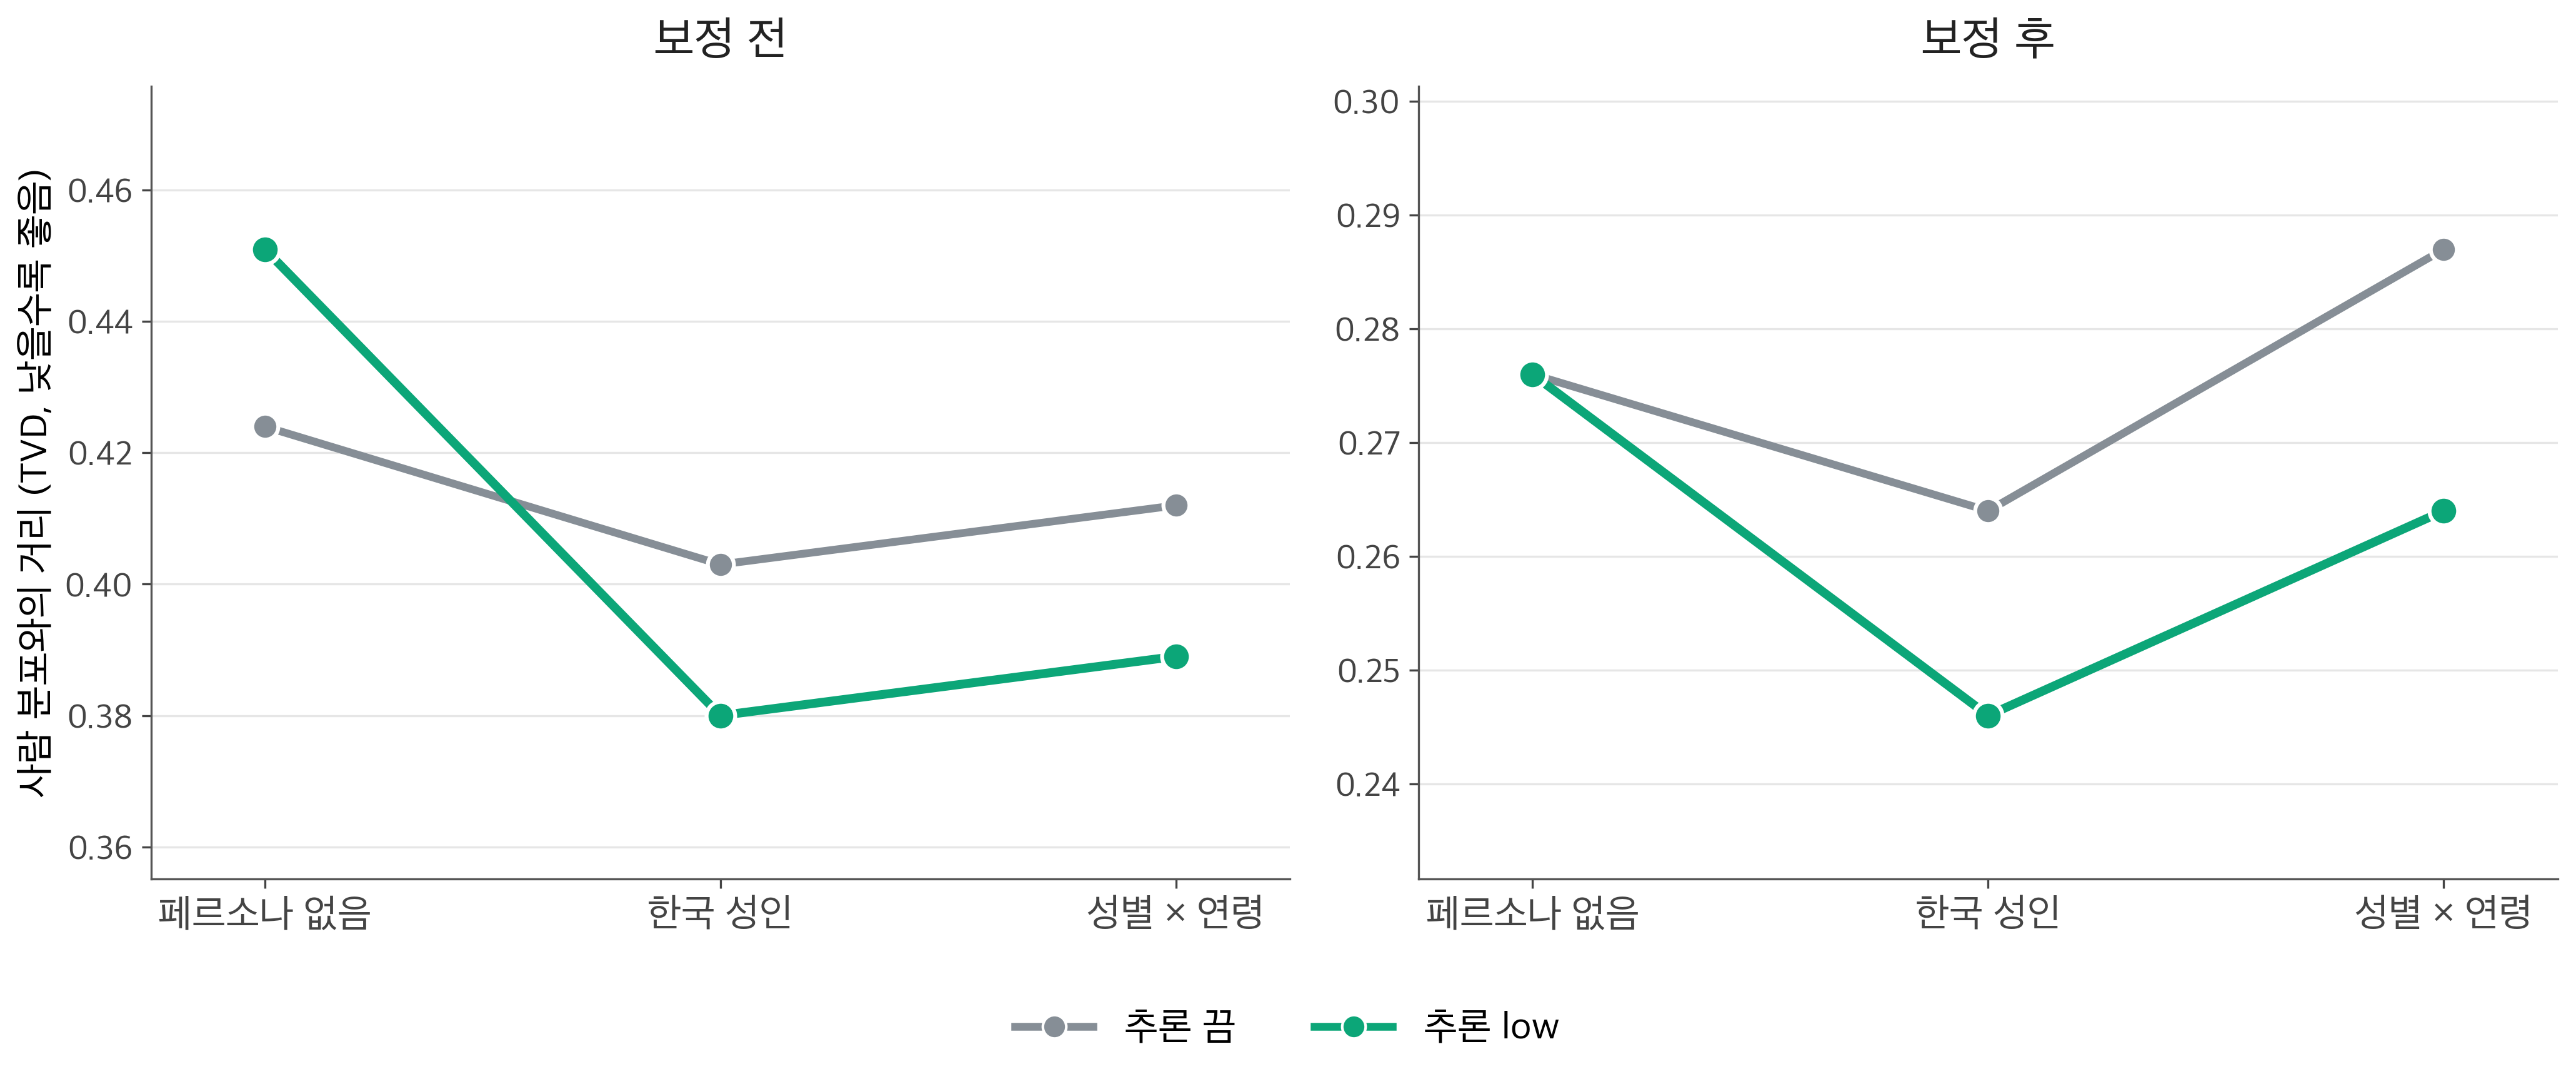 보정 전
보정 후
사람 분포와의 거리 (TVD, 낮을수록 좋음)
0.46
0.44
0.42
0.40
0.38
0.36
페르소나 없음
한국 성인
성별 × 연령
0.30
0.29
0.28
0.27
0.26
0.25
0.24
페르소나 없음
한국 성인
성별 × 연령
추론 끔
추론 low